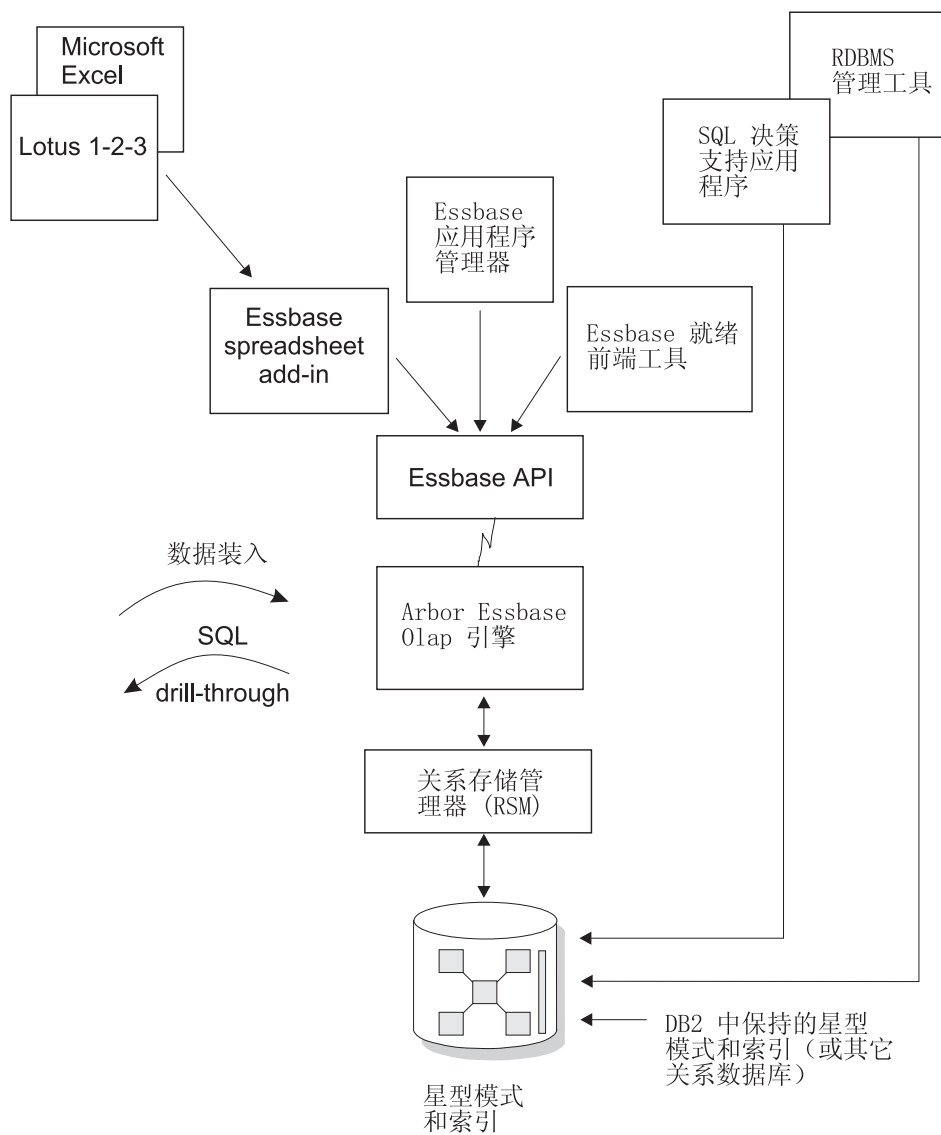 Microsoft
Excel
Lotus 1-2-3
RDBMS
管理工具
SQL 决策
支持应用
程序
Essbase
应用程序
管理器
Essbase
spreadsheet
add-in
Essbase 就绪
前端工具
Essbase API
数据装入
SQL
drill-through
Arbor Essbase
Olap 引擎
关系存储管
理器 (RSM)
DB2 中保持的星型
模式和索引（或其它
关系数据库）
星型模式
和索引